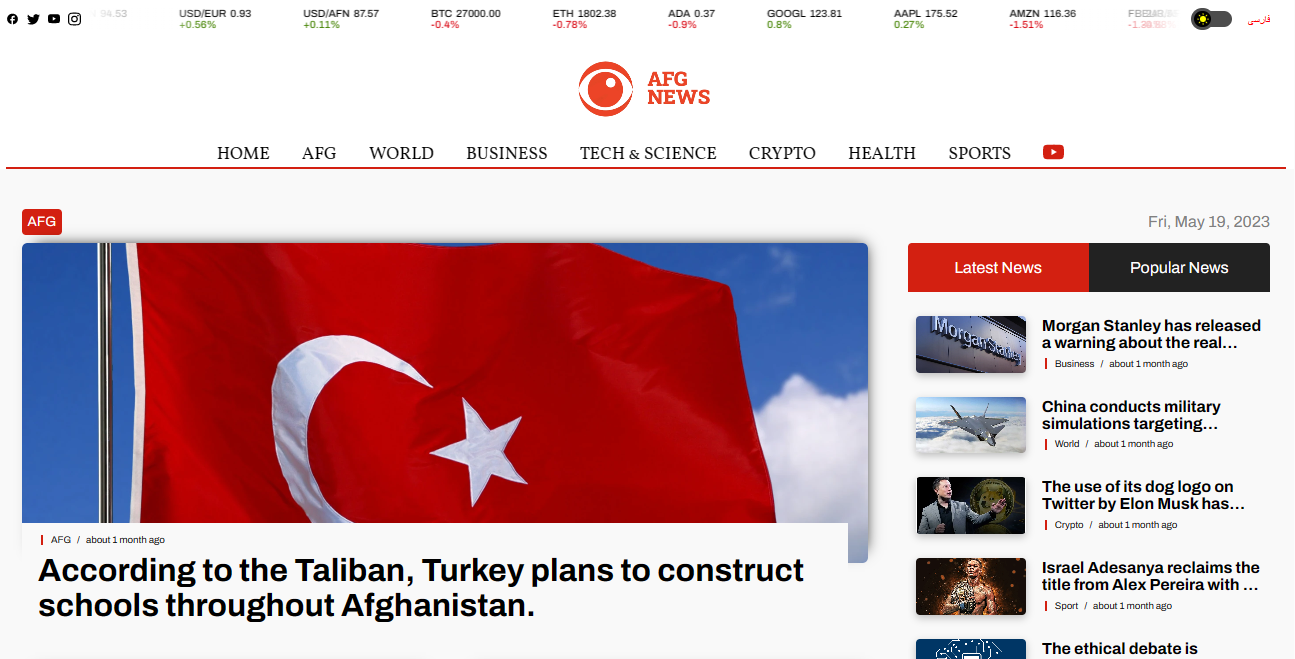 94.53
USD/EUR 0.93
+0.56%
USD/AFN 87.57
+0.11%
BTC 27000.00
-0.4%
ETH 1802.38
-0.78%
ADA 0.37
-0.9%
GOOGL 123.81
0.8%
AAPL 175.52
0.27%
AMZN 116.36
-1.51%
فارسی
AFG
NEWS
HOME AFG WORLD BUSINESS TECH & SCIENCE CRYPTO HEALTH SPORTS
AFG
Fri, May 19, 2023
Latest News Popular News
AFG / about 1 month ago
According to the Taliban, Turkey plans to construct
schools throughout Afghanistan.
Morgan Stanley
Morgan Stanley has released
a warning about the real...
Business / about 1 month ago
China conducts military
simulations targeting...
World / about 1 month ago
The use of its dog logo on
Twitter by Elon Musk has...
Crypto / about 1 month ago
Israel Adesanya reclaims the
title from Alex Pereira with ...
Sport / about 1 month ago
The ethical debate is